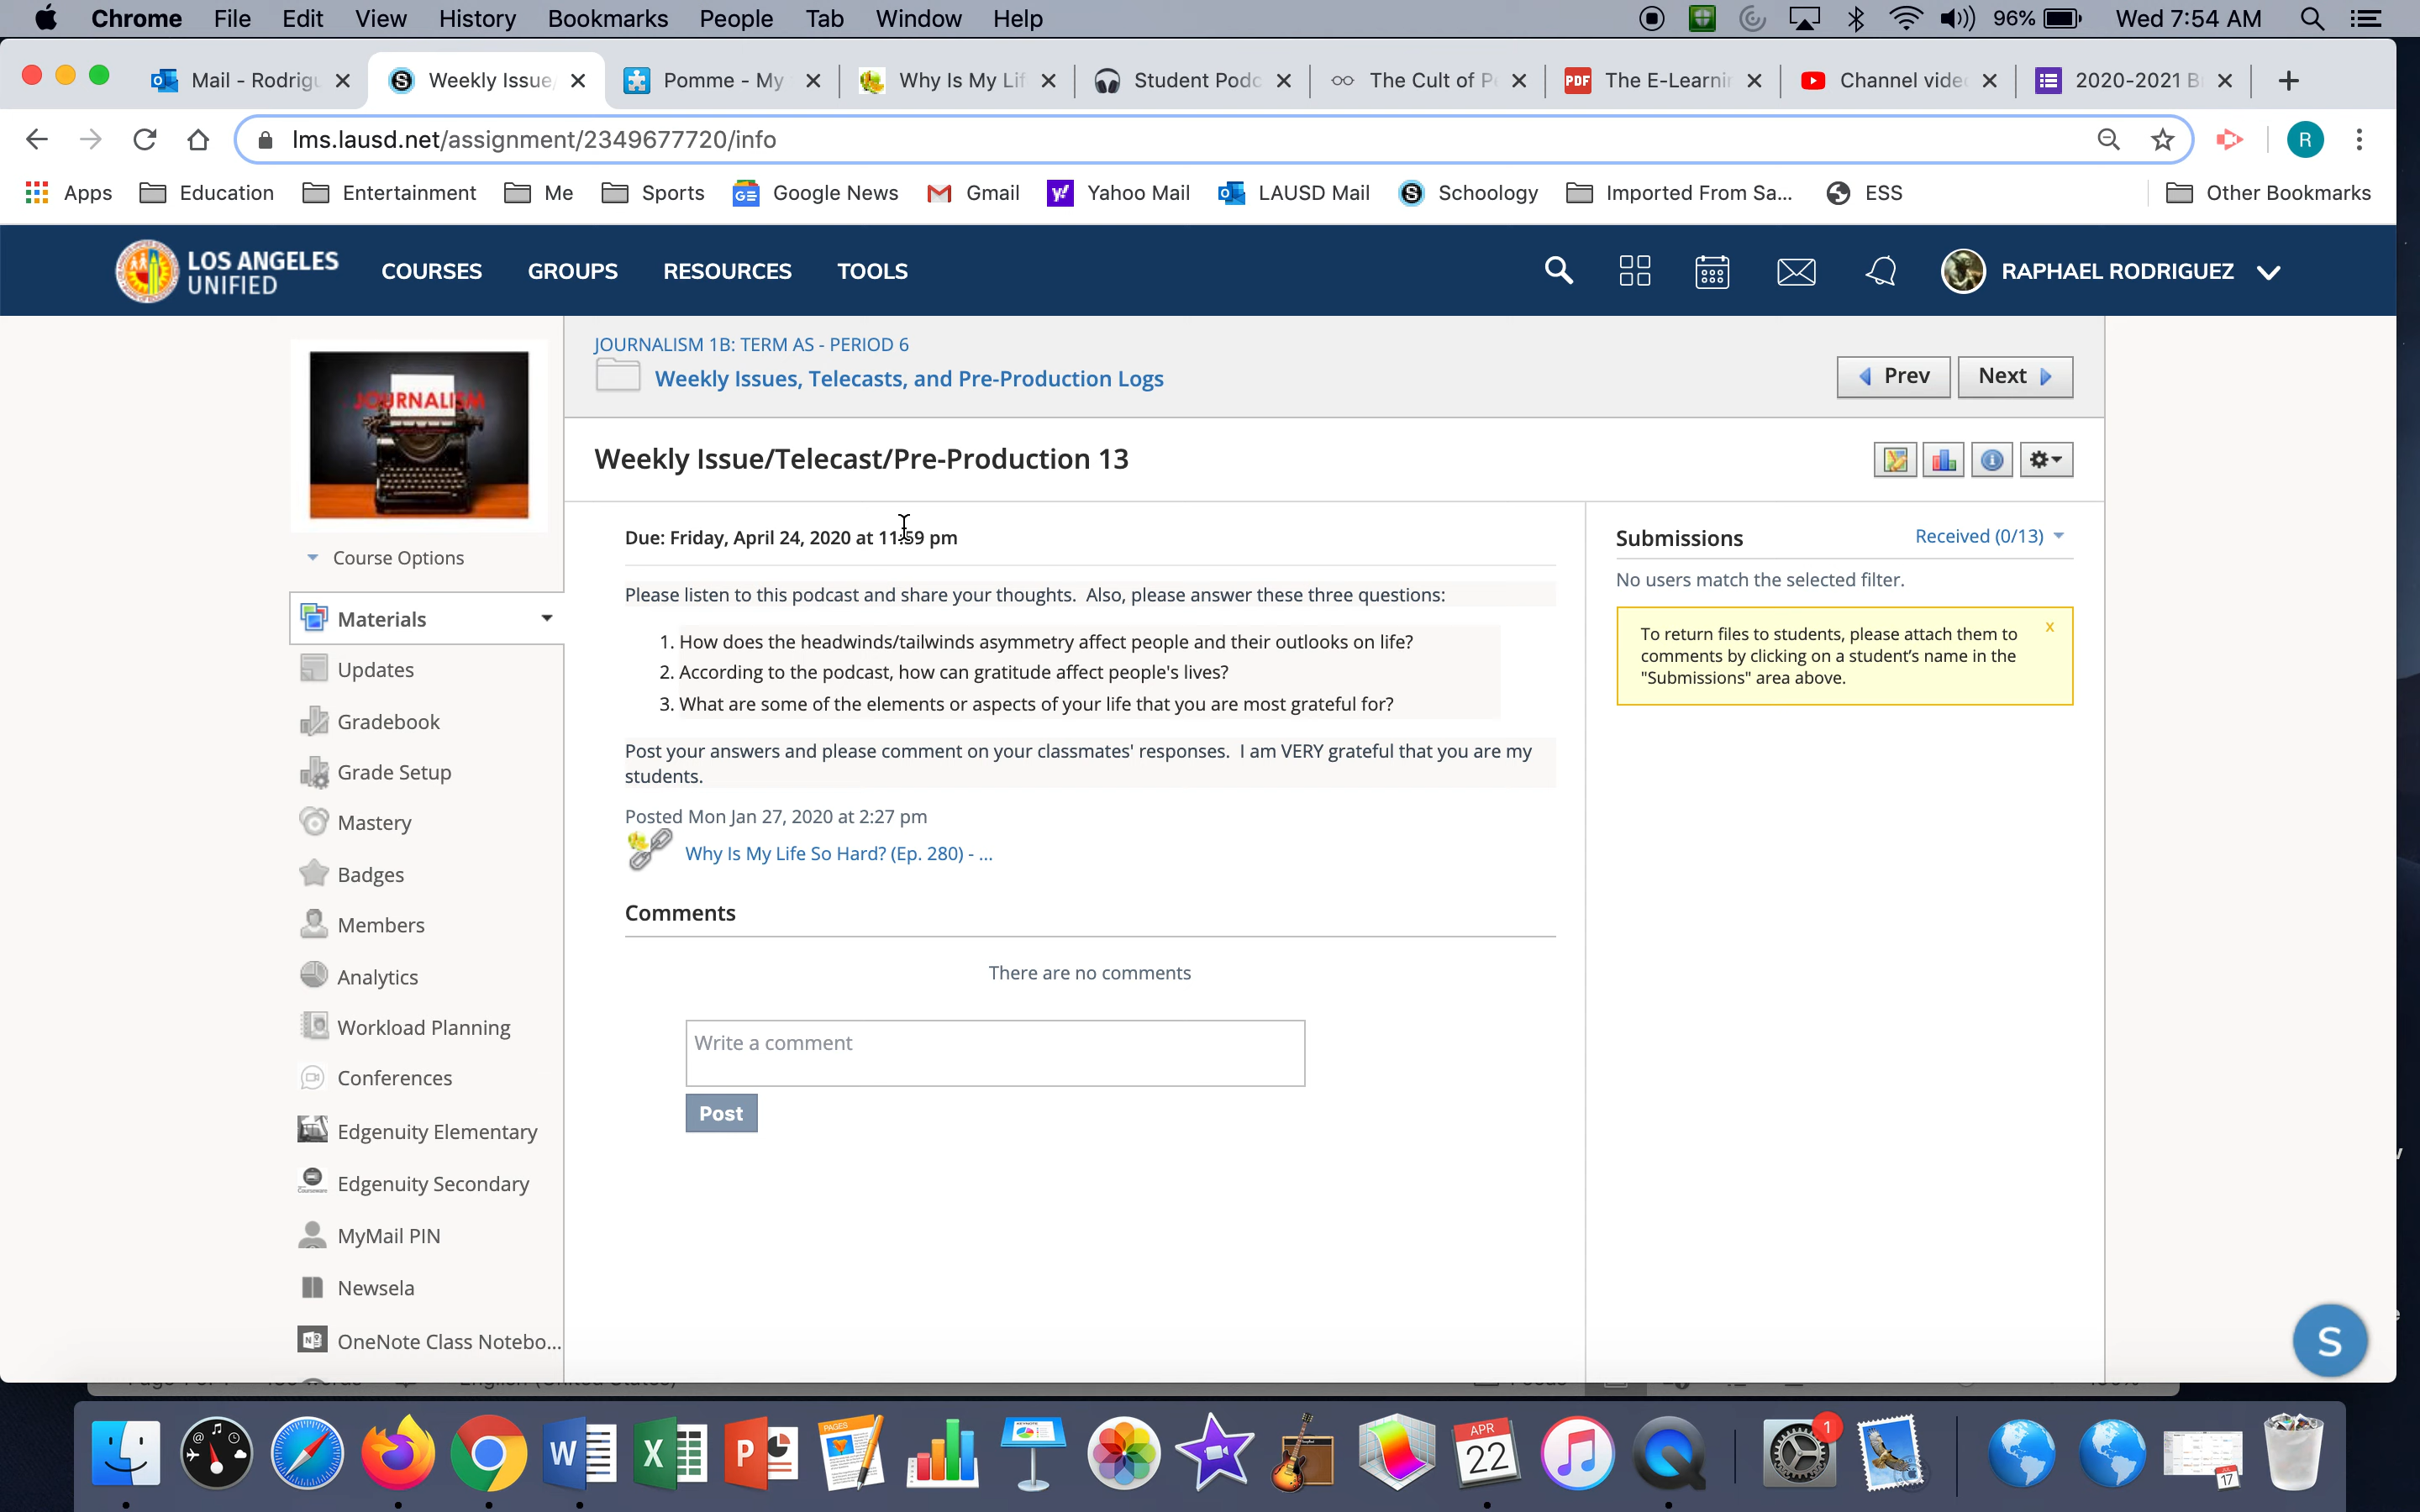 Chrome File Edit View History Bookmarks People Tab Window Help 96% Wed 7:54 AM
Mail - Rodrigu Weekly Issue/ Pomme - My Why Is My Lif Student Podc The Cult of P PDF The E-Learnin Channel vide 2020-2021 B
lms.lausd.net/assignment/2349677720/info R
Apps Education Entertainment Me Sports Google News Gmail Yahoo Mail LAUSD Mail Schoology Imported From Sa... ESS Other Bookmarks
LOS ANGELES UNIFIED COURSES GROUPS RESOURCES TOOLS RAPHAEL RODRIGUEZ
JOURNALISM
Course Options
Materials
Updates
Gradebook
Grade Setup
Mastery
Badges
Members
Analytics
Workload Planning
Conferences
Edgenuity Elementary
Edgenuity Secondary
MyMail PIN
Newsela
OneNote Class Notebo...
JOURNALISM 1B: TERM AS - PERIOD 6
Weekly Issues, Telecasts, and Pre-Production Logs
Prev Next
Weekly Issue/Telecast/Pre-Production 13
Due: Friday, April 24, 2020 at 11:59 pm
Please listen to this podcast and share your thoughts. Also, please answer these three questions:
1. How does the headwinds/tailwinds asymmetry affect people and their outlooks on life?
2. According to the podcast, how can gratitude affect people's lives?
3. What are some of the elements or aspects of your life that you are most grateful for?
Post your answers and please comment on your classmates' responses. I am VERY grateful that you are my
students.
Posted Mon Jan 27, 2020 at 2:27 pm
Why Is My Life So Hard? (Ep. 280) - ...
Comments
There are no comments
Write a comment
Post
Submissions Received (0/13)
No users match the selected filter.
To return files to students, please attach them to x
comments by clicking on a student's name in the
"Submissions" area above.
S
APR
22
1
17